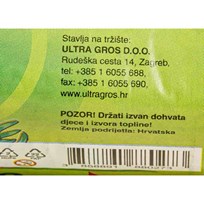 Stavlja na tržište:
ULTRA GROS D.O.O.
Rudeška cesta 14, Zagreb,
tel: +385 1 6055 688,
fax: +385 1 6055 690,
www.ultragros.hr
POZOR! Držati izvan dohvata
djece i izvora topline!
Zemlja podrijetla: Hrvatska